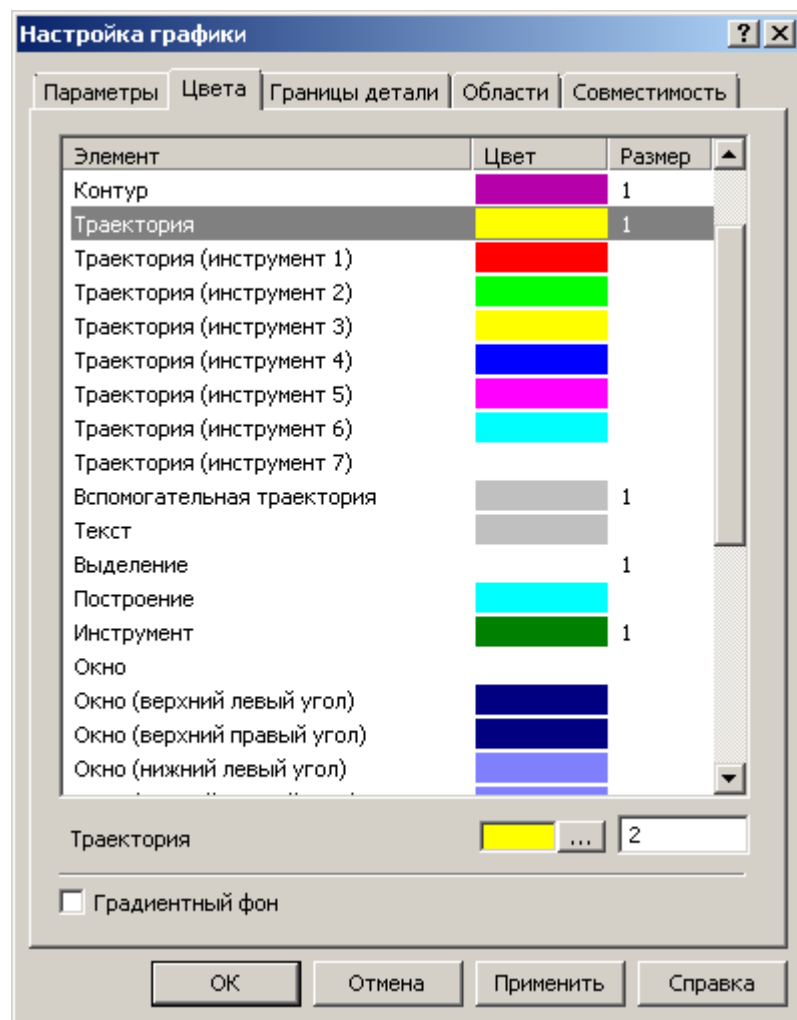 Настройка графики
Параметры Цвета Границы детали Области Совместимость
Элемент Цвет Размер
Контур 1
Траектория 1
Траектория (инструмент 1)
Траектория (инструмент 2)
Траектория (инструмент 3)
Траектория (инструмент 4)
Траектория (инструмент 5)
Траектория (инструмент 6)
Траектория (инструмент 7)
Вспомогательная траектория 1
Текст
Выделение 1
Построение
Инструмент 1
Окно
Окно (верхний левый угол)
Окно (верхний правый угол)
Окно (нижний левый угол)
Траектория ... 2
Градиентный фон
ОК Отмена Применить Справка